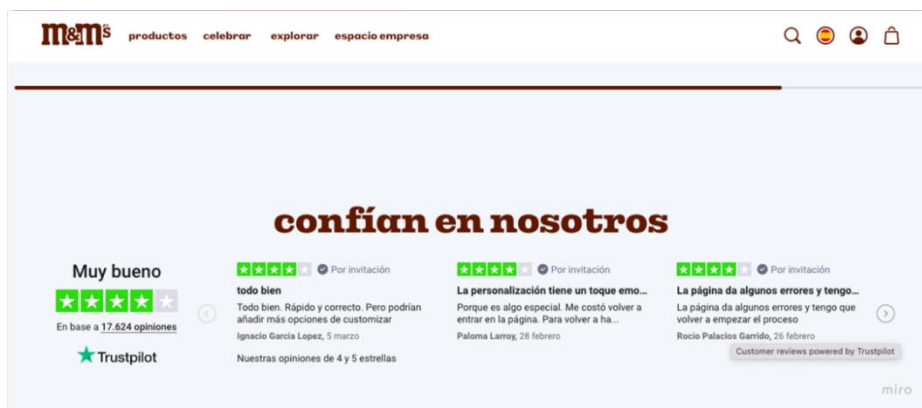 m&m's productos celebrar explorar espacio empresa
confían en nosotros
Muy bueno
En base a 17.624 opiniones
Trustpilot
Por invitación
todo bien
Todo bien. Rápido y correcto. Pero podrían
añadir más opciones de customizar
Ignacio García Lopez, 5 marzo
Nuestras opiniones de 4 y 5 estrellas
Por invitación
La personalización tiene un toque emo...
Porque es algo especial. Me costó volver a
entrar en la página. Para volver a ha...
Paloma Larroy, 28 febrero
Por invitación
La página da algunos errores y tengo...
La página da algunos errores y tengo que
volver a empezar el proceso
Rocio Palacios Garrido, 26 febrero
Customer reviews powered by Trustpilot
miro